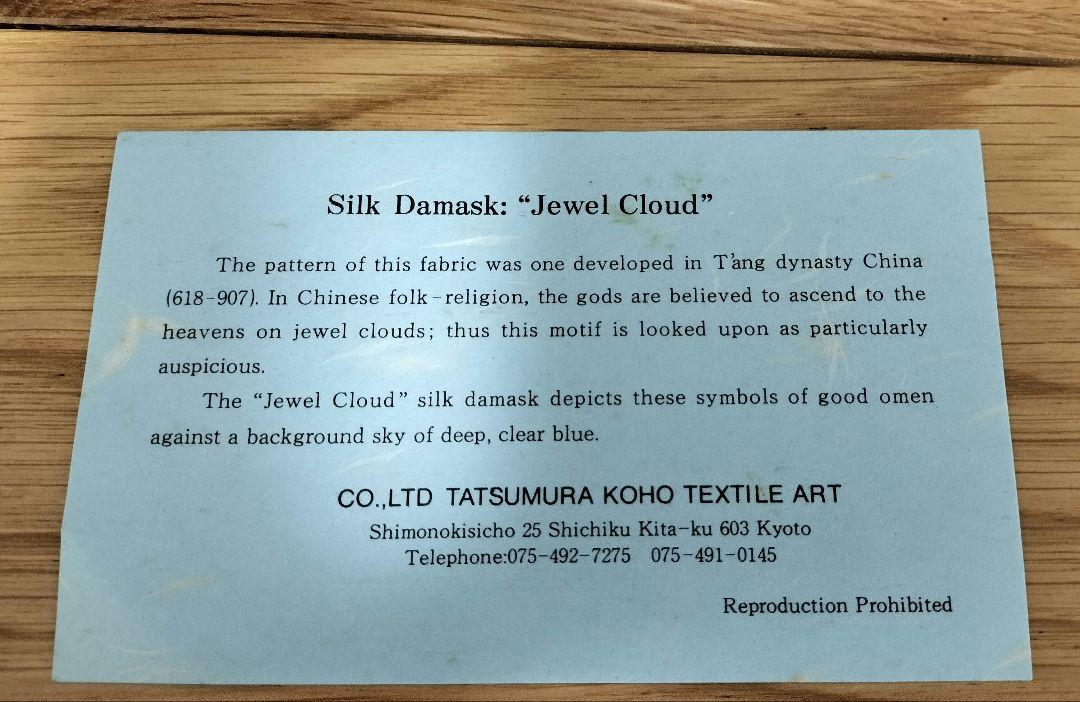 Silk Damask: “Jewel Cloud”
The pattern of this fabric was one developed in T'ang dynasty China
(618-907). In Chinese folk-religion, the gods are believed to ascend to the
heavens on jewel clouds; thus this motif is looked upon as particularly
auspicious.
The “Jewel Cloud” silk damask depicts these symbols of good omen
against a background sky of deep, clear blue.
CO.,LTD TATSUMURA KOHO TEXTILE ART
Shimonokisicho 25 Shichiku Kita-ku 603 Kyoto
Telephone:075-492-7275 075-491-0145
Reproduction Prohibited